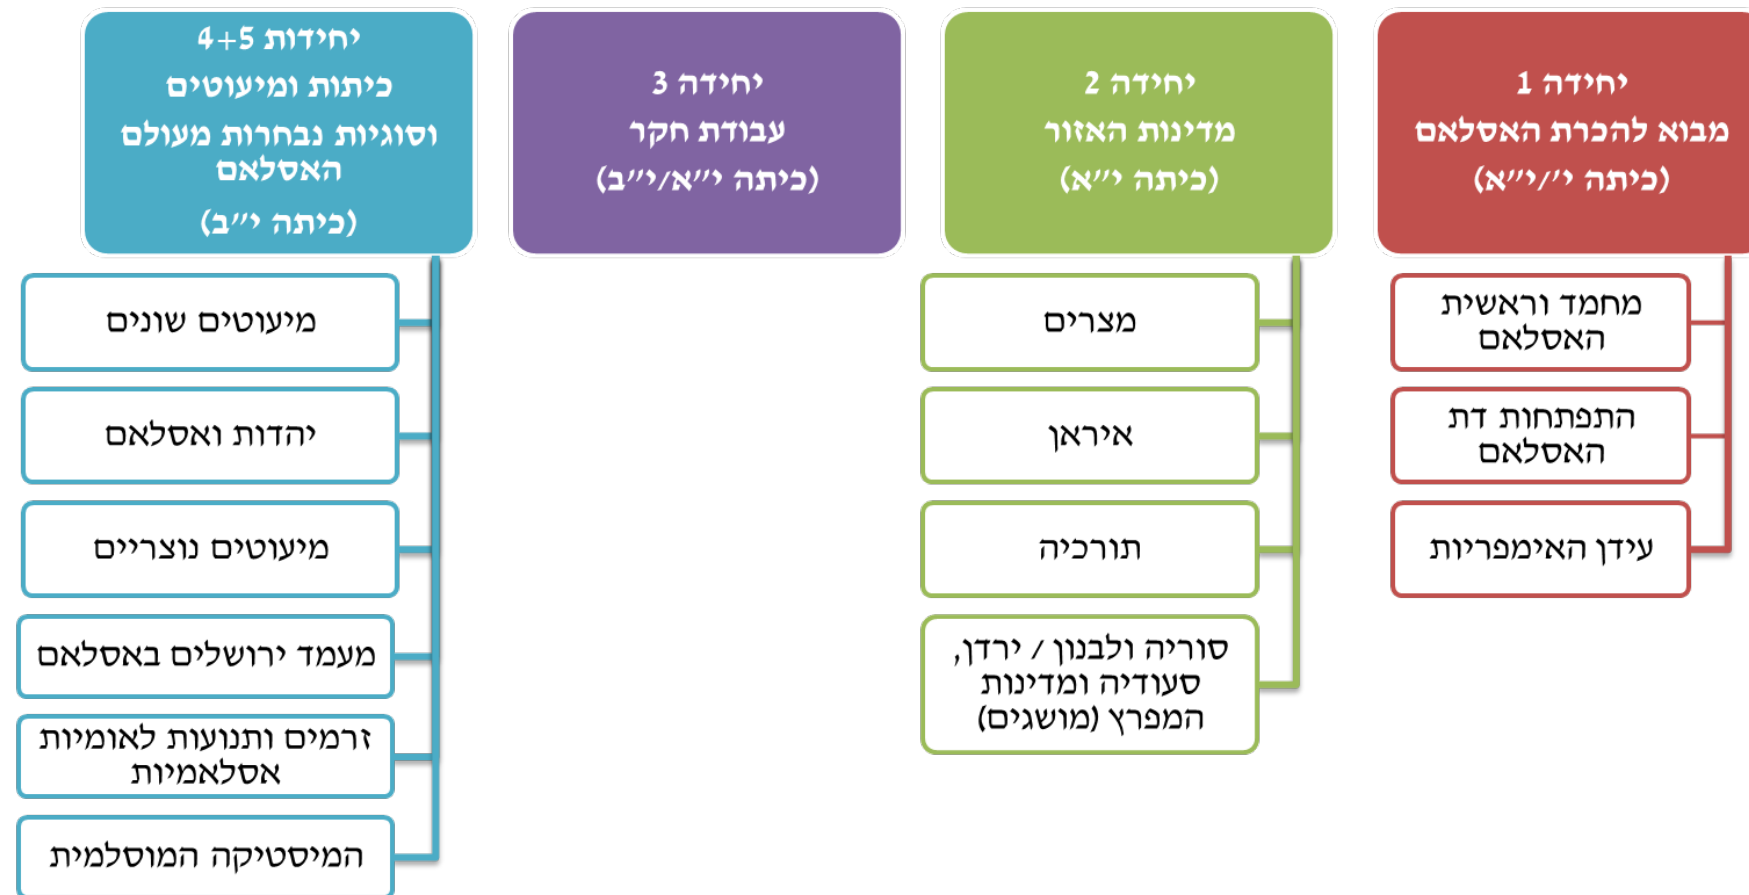 יחידה 1
מבוא להכרת האסלאם
(כיתה י'/י"א)
מחמד וראשית
האסלאם
התפתחות דת
האסלאם
עידן האימפריות
יחידה 2
מדינות האזור
(כיתה י"א)
מצרים
איראן
תורכיה
סוריה ולבנון / ירדן,
סעודיה ומדינות
המפרץ (מושגים)
יחידה 3
עבודת חקר
(כיתה י"א/י"ב)
יחידות 4+5
כיתות ומיעוטים
וסוגיות נבחרות מעולם
האסלאם
(כיתה י"ב)
מיעוטים שונים
יהדות ואסלאם
מיעוטים נוצריים
מעמד ירושלים באסלאם
זרמים ותנועות לאומיות
אסלאמיות
המיסטיקה המוסלמית